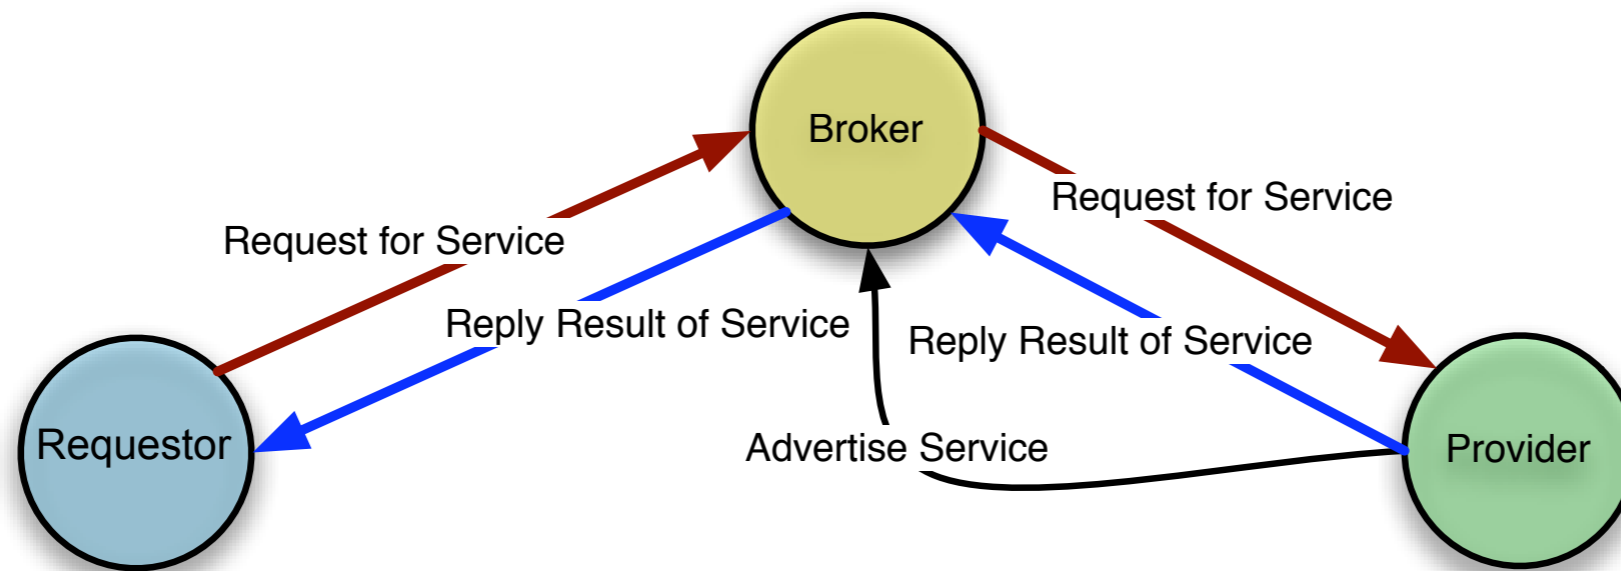 Broker
Request for Service
Request for Service
Reply Result of Service
Reply Result of Service
Requestor
Advertise Service
Provider